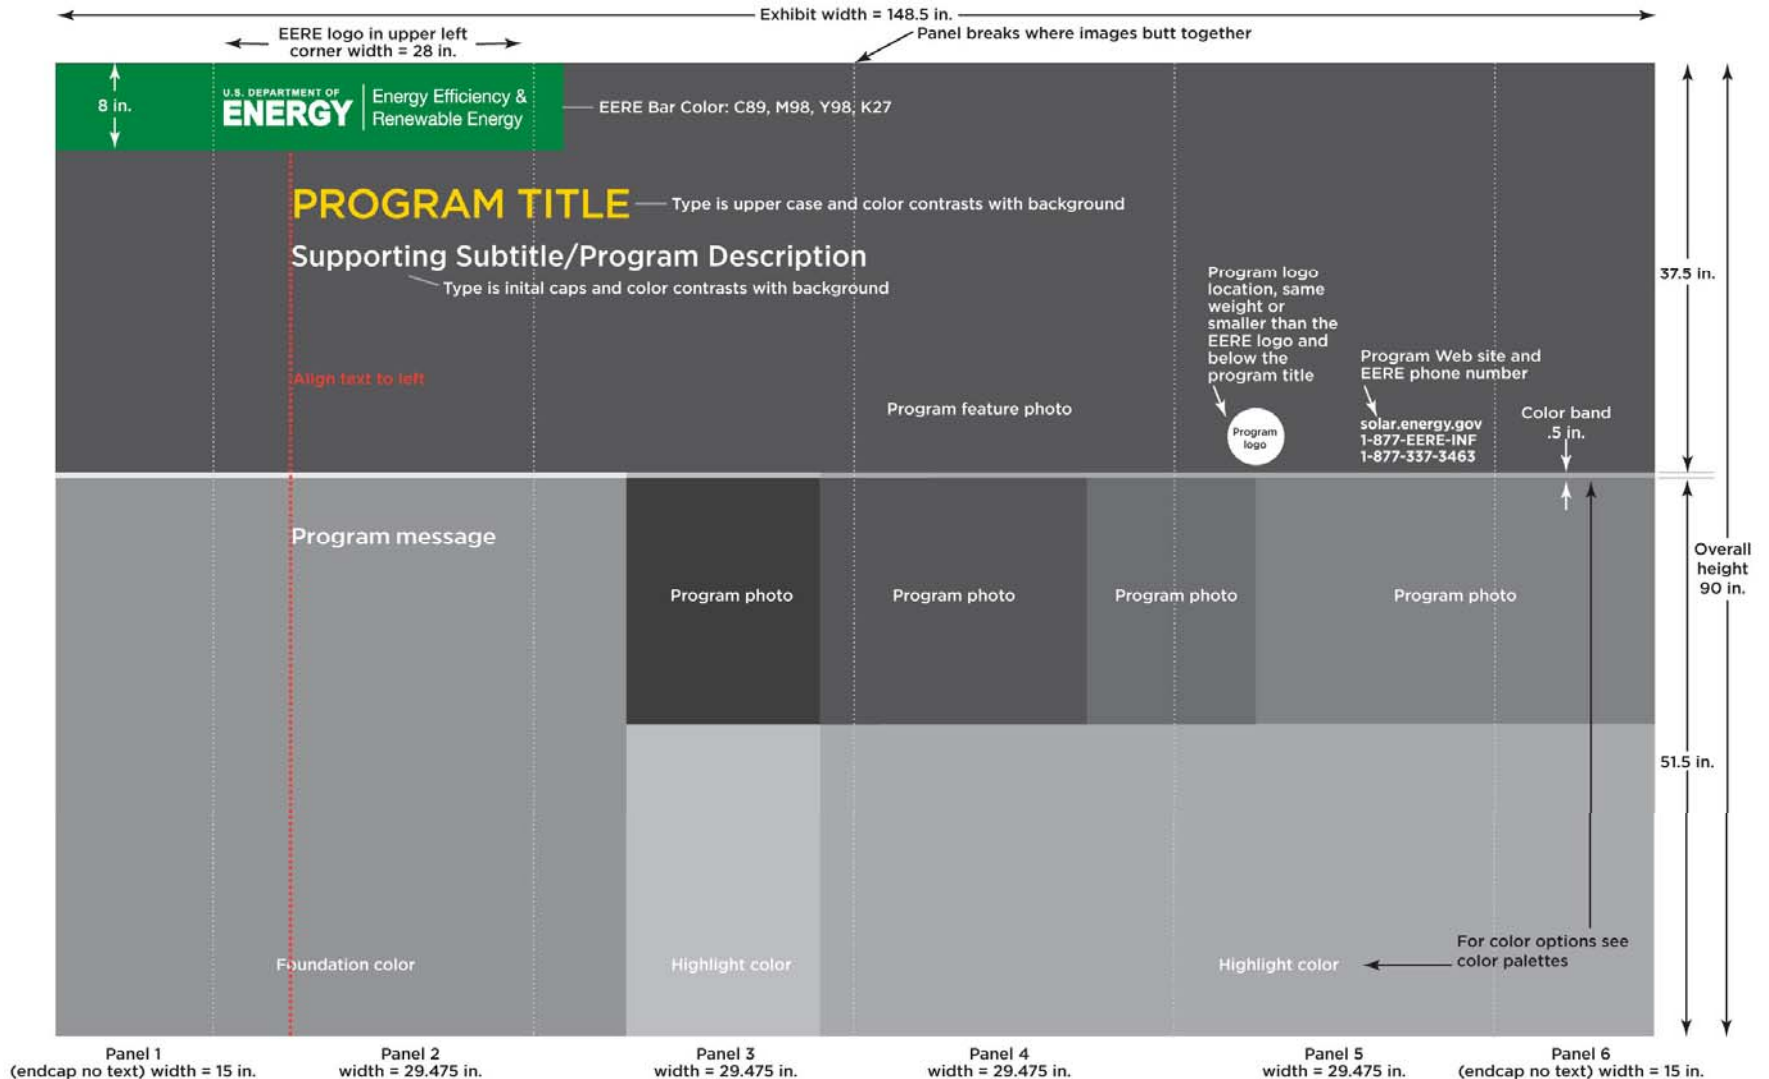 Exhibit width = 148.5 in.
EERE logo in upper left
corner width = 28 in.
Panel breaks where images butt together
8 in.
U.S. DEPARTMENT OF
ENERGY
Energy Efficiency &
Renewable Energy
EERE Bar Color: C89, M98, Y98, K27
PROGRAM TITLE
Type is upper case and color contrasts with background
Supporting Subtitle/Program Description
Type is inital caps and color contrasts with background
Align text to left
Program feature photo
Program logo
location, same
weight or
smaller than the
EERE logo and
below the
program title
Program
logo
Program Web site and
EERE phone number
solar.energy.gov
1-877-EERE-INF
1-877-337-3463
Color band
.5 in.
37.5 in.
Program message
Program photo
Program photo
Program photo
Program photo
Overall
height
90 in.
51.5 in.
Foundation color
Highlight color
Highlight color
For color options see
color palettes
Panel 1
(endcap no text) width = 15 in.
Panel 2
width = 29.475 in.
Panel 3
width = 29.475 in.
Panel 4
width = 29.475 in.
Panel 5
width = 29.475 in.
Panel 6
(endcap no text) width = 15 in.